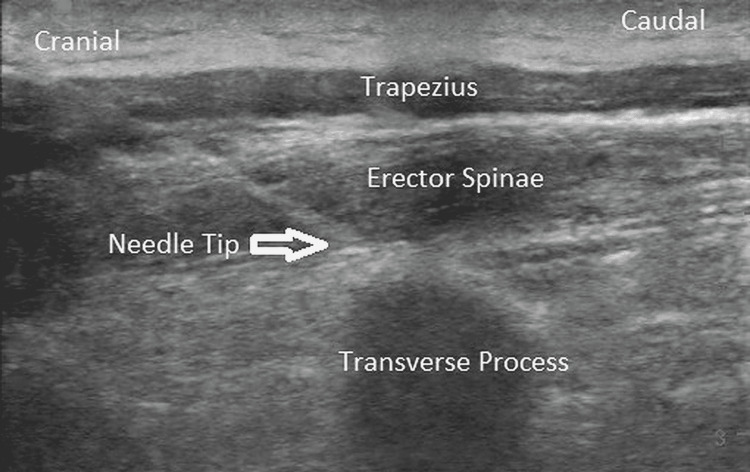 Cranial
Caudal
Trapezius
Erector Spinae
Needle Tip
Transverse Process
3